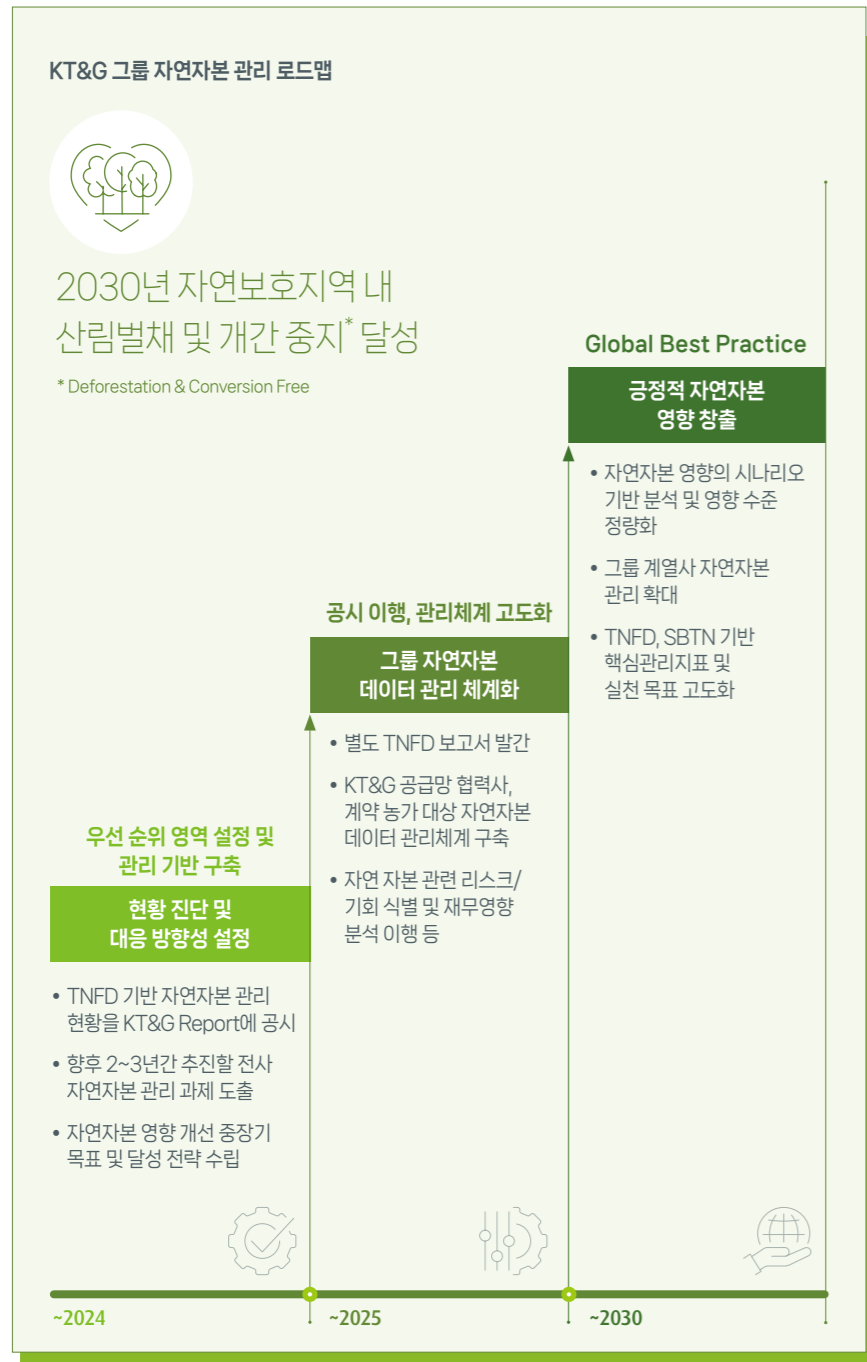 KT&G 그룹 자연자본 관리 로드맵
2030년 자연보호지역 내
산림벌채 및 개간 중지* 달성
* Deforestation & Conversion Free
우선 순위 영역 설정 및
관리 기반 구축
현황 진단 및
대응 방향성 설정
• TNFD 기반 자연자본 관리
현황을 KT&G Report에 공시
• 향후 2~3년간 추진할 전사
자연자본 관리 과제 도출
• 자연자본 영향 개선 중장기
목표 및 달성 전략 수립
~2024
공시 이행, 관리체계 고도화
그룹 자연자본
데이터 관리 체계화
• 별도 TNFD 보고서 발간
• KT&G 공급망 협력사,
계약 농가 대상 자연자본
데이터 관리체계 구축
• 자연 자본 관련 리스크/
기회 식별 및 재무영향
분석 이행 등
~2025
Global Best Practice
긍정적 자연자본
영향 창출
• 자연자본 영향의 시나리오
기반 분석 및 영향 수준
정량화
• 그룹 계열사 자연자본
관리 확대
• TNFD, SBTN 기반
핵심관리지표 및
실천 목표 고도화
~2030